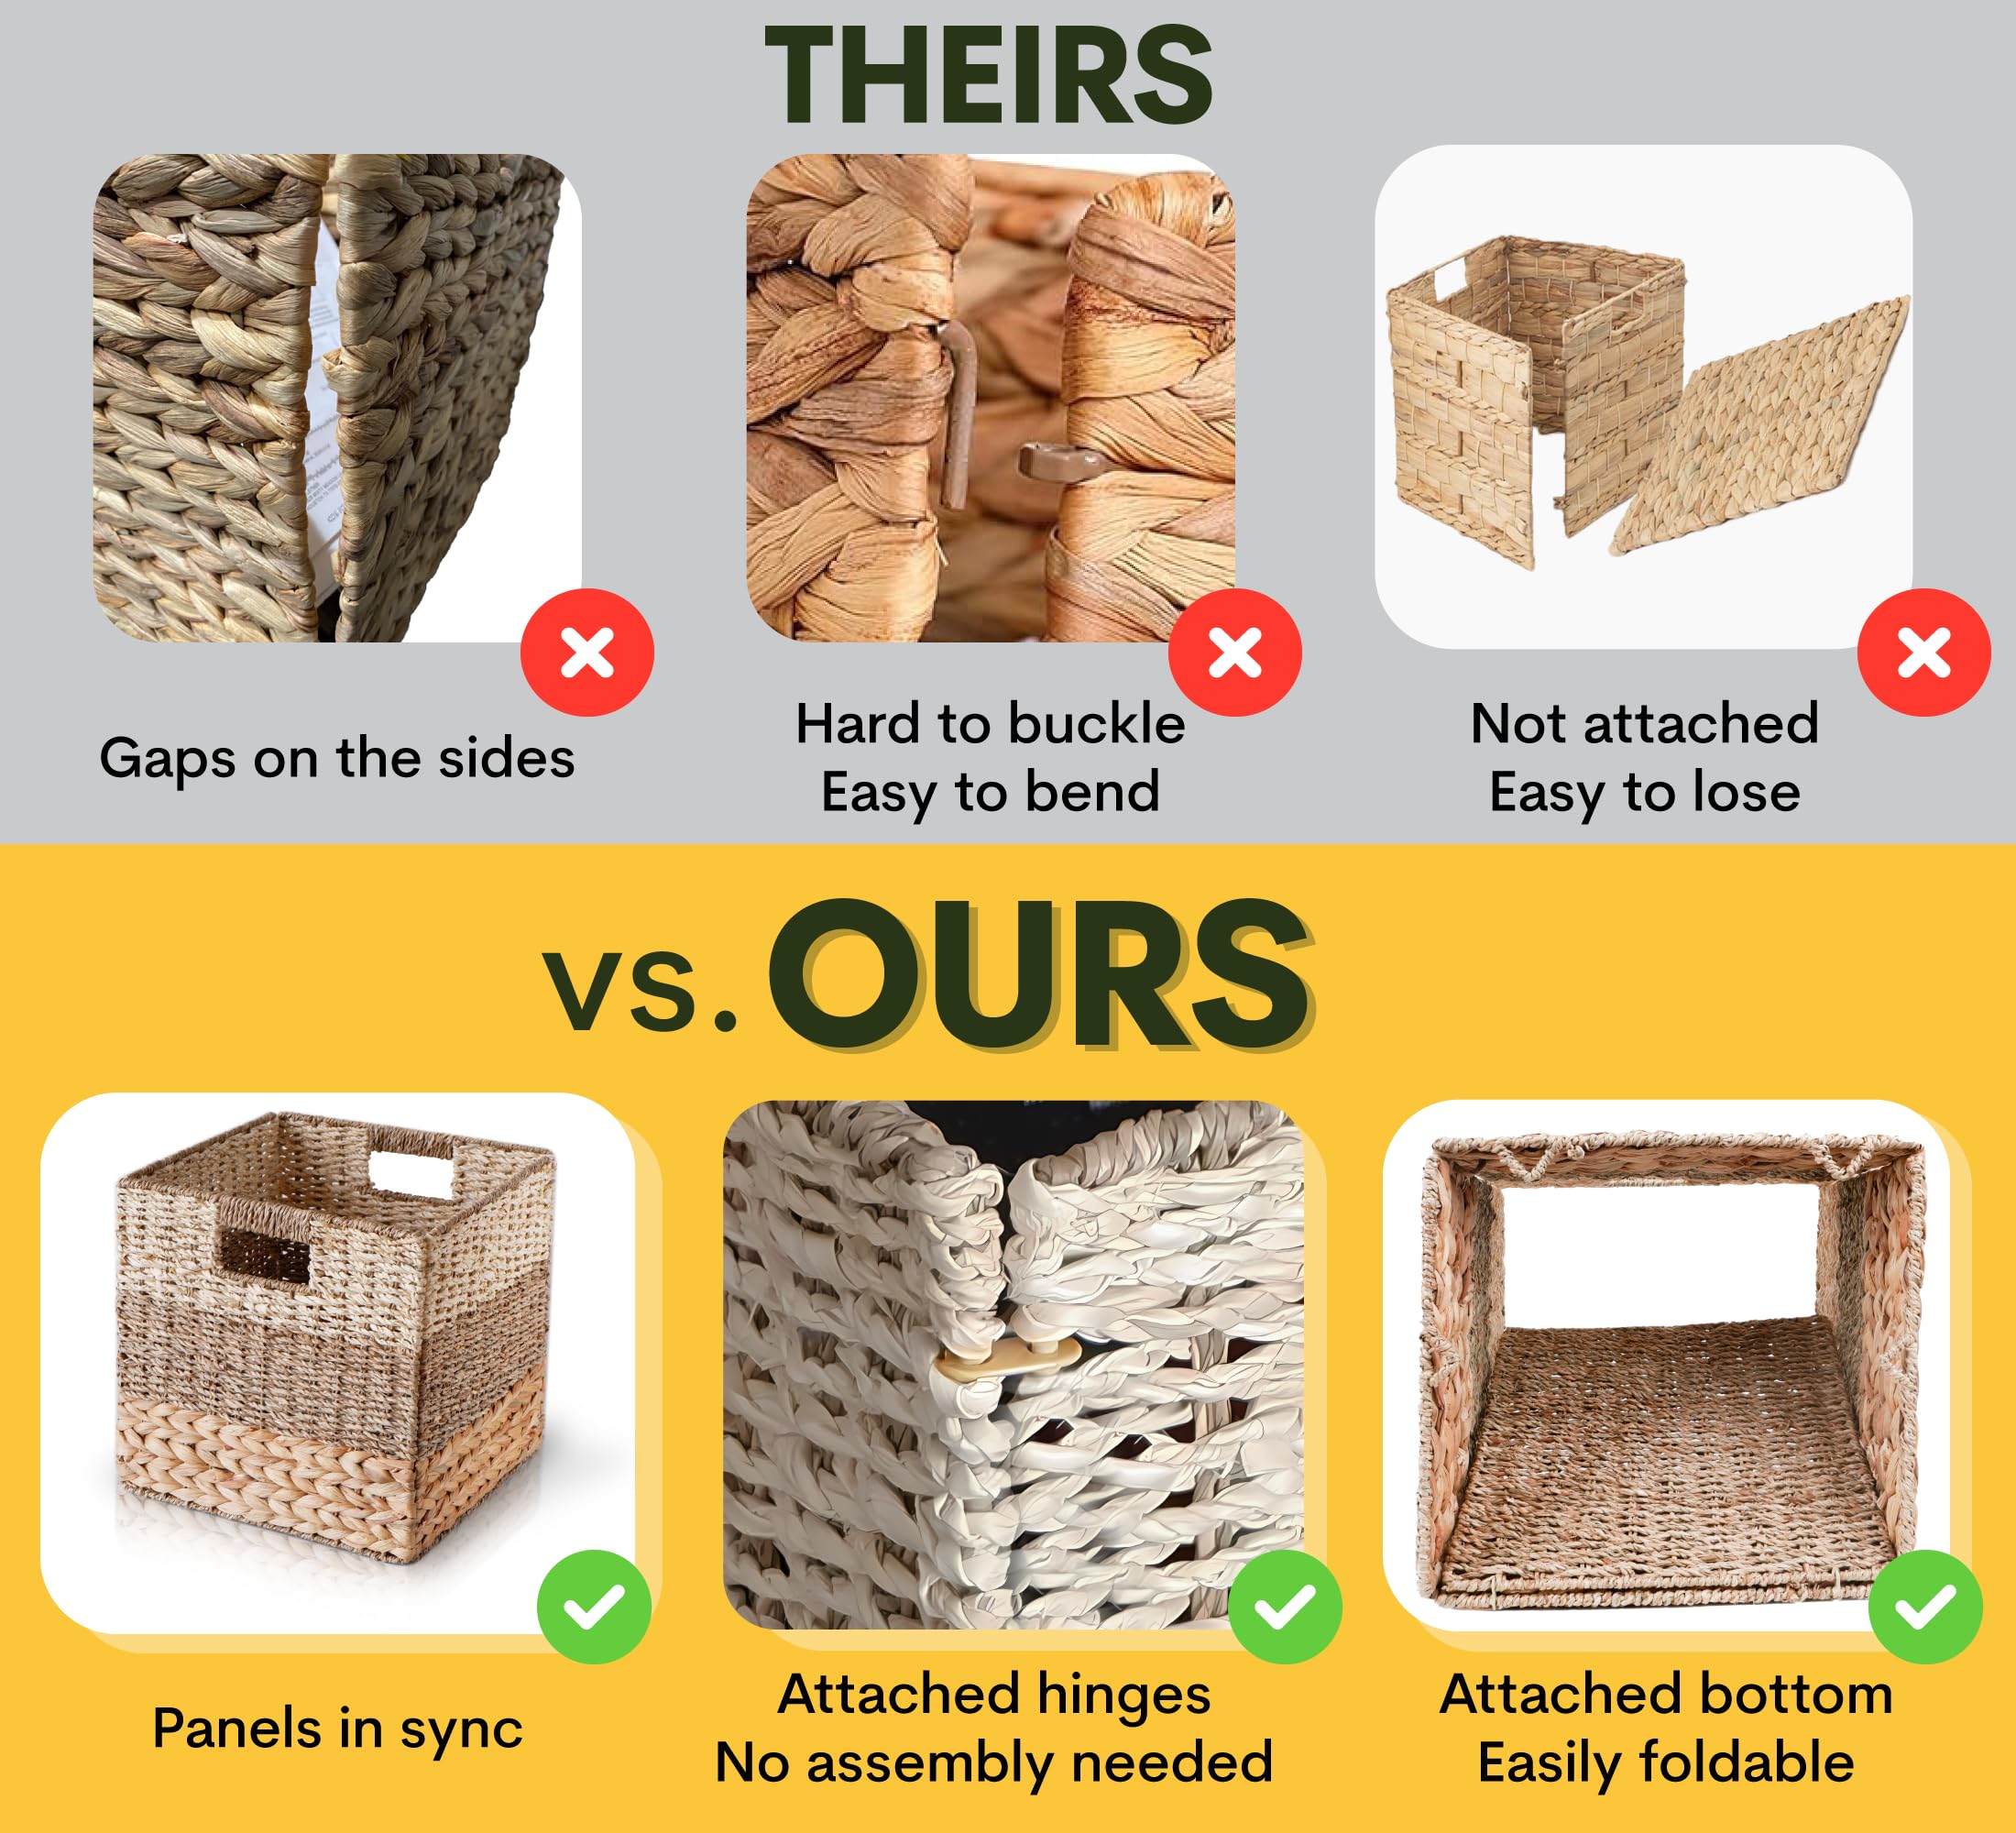 THEIRS
Gaps on the sides
Hard to buckle
Easy to bend
Not attached
Easy to lose
vs. OURS
Panels in sync
Attached hinges
No assembly needed
Attached bottom
Easily foldable